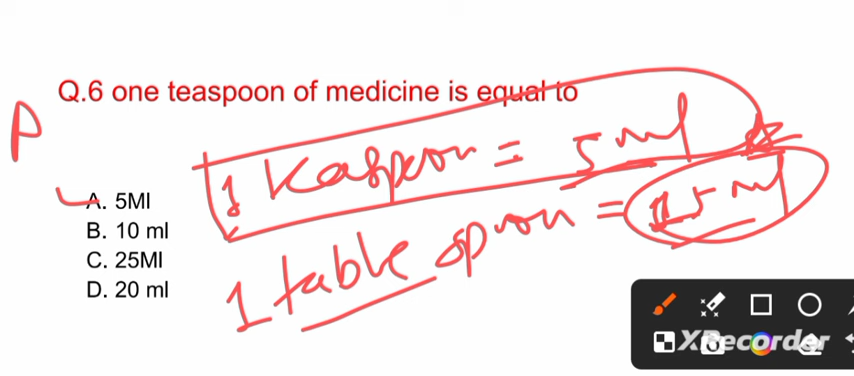 Q.6 one teaspoon of medicine is equal to
A
1 teaspoon = 5 ml
A. 5Ml
B. 10 ml
1 table spoon = 15 ml
C. 25Ml
D. 20 ml
XRecorder